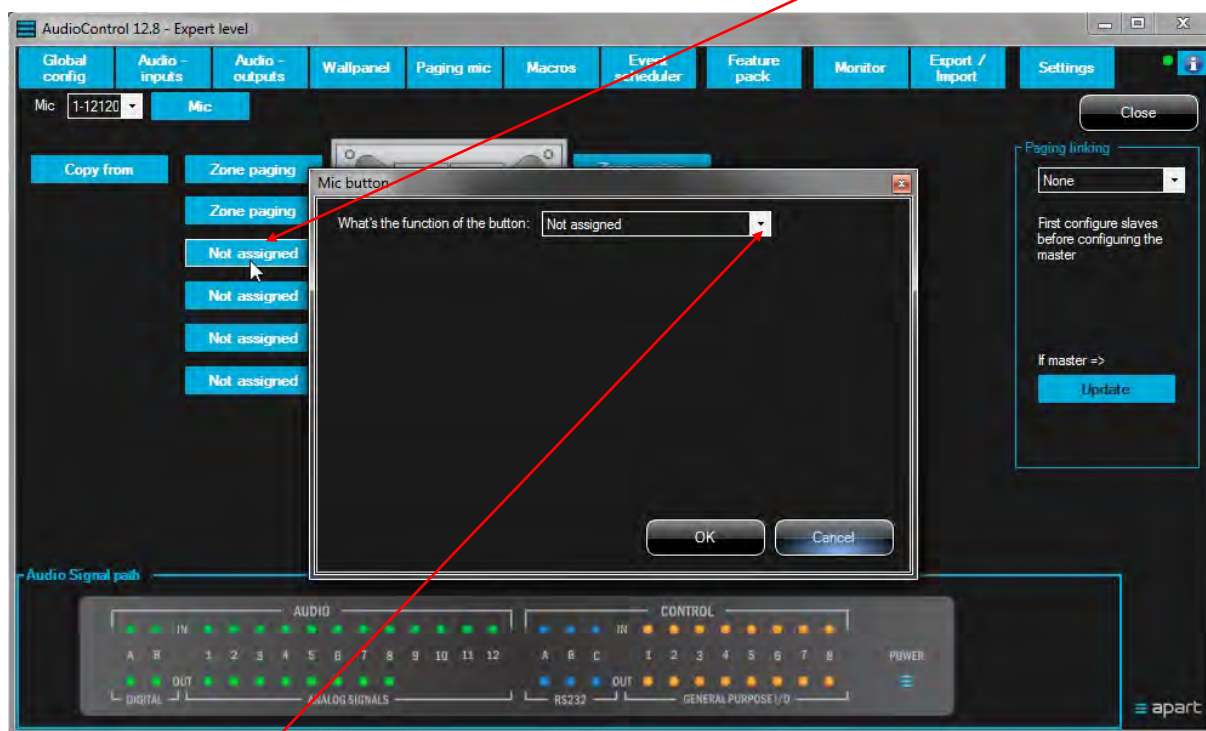 AudioControl 12.8 - Expert level
Global config
Audio - inputs
Audio - outputs
Wallpanel
Paging mic
Macros
Event scheduler
Feature pack
Monitor
Export / Import
Settings
i
Mic 1-12120 Mic
Close
Copy from
Zone paging
Zone paging
Not assigned
Not assigned
Not assigned
Not assigned
Mic button
What's the function of the button: Not assigned
OK Cancel
Paging linking
None
First configure slaves
before configuring the
master
If master =>
Update
Audio Signal path
AUDIO CONTROL
IN IN
A B 1 2 3 4 5 6 7 8 9 10 11 12 A B C 1 2 3 4 5 6 7 8 POWER
OUT OUT
DIGITAL ANALOG SIGNALS RS232 GENERAL PURPOSE I/O
apart